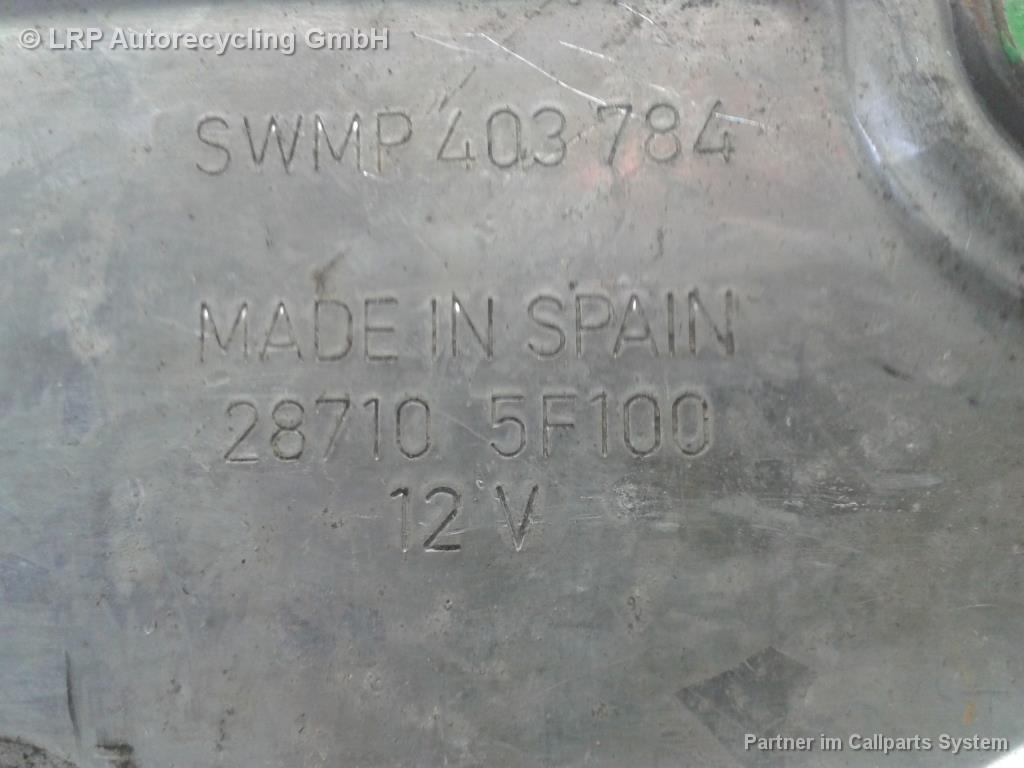 © LRP Autorecycling GmbH
SWMP 403 784
MADE IN SPAIN
28710 5F100
12 V
Partner im Callparts System